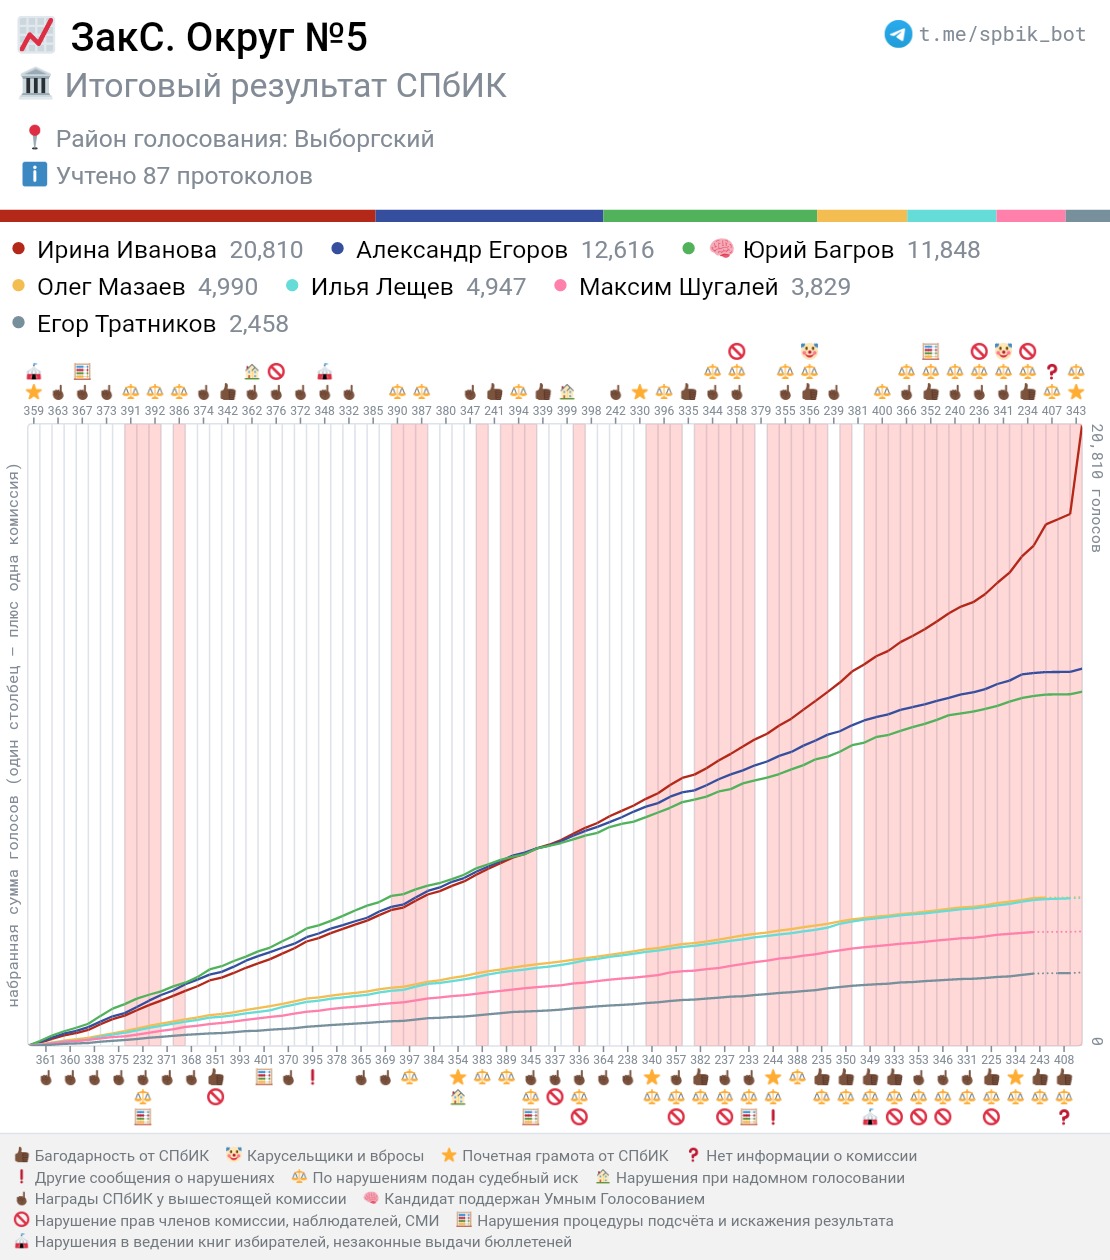 ЗакС. Округ №5
t.me/spbik_bot
Итоговый результат СПбИК
Район голосования: Выборгский
Учтено 87 протоколов
Ирина Иванова 20,810 Александр Егоров 12,616 Юрий Багров 11,848
Олег Мазаев 4,990 Илья Лещев 4,947 Максим Шугалей 3,829
Егор Тратников 2,458
359 363 367 373 391 392 386 374 342 362 376 372 348 332 385 390 387 380 347 241 394 339 399 398 242 330 396 335 344 358 379 355 356 239 381 400 366 352 240 236 341 234 407 343
20,810 голосов
набранная сумма голосов (один столбец — плюс одна комиссия)
0
361 360 338 375 232 371 368 351 393 401 370 395 378 365 369 397 384 354 383 389 345 337 336 364 238 340 357 382 237 233 244 388 235 350 349 333 353 346 331 225 334 243 408
Багодарность от СПбИК Карусельщики и вбросы Почетная грамота от СПбИК Нет информации о комиссии
Другие сообщения о нарушениях По нарушениям подан судебный иск Нарушения при надомном голосовании
Награды СПбИК у вышестоящей комиссии Кандидат поддержан Умным Голосованием
Нарушение прав членов комиссии, наблюдателей, СМИ Нарушения процедуры подсчёта и искажения результата
Нарушения в ведении книг избирателей, незаконные выдачи бюллетеней